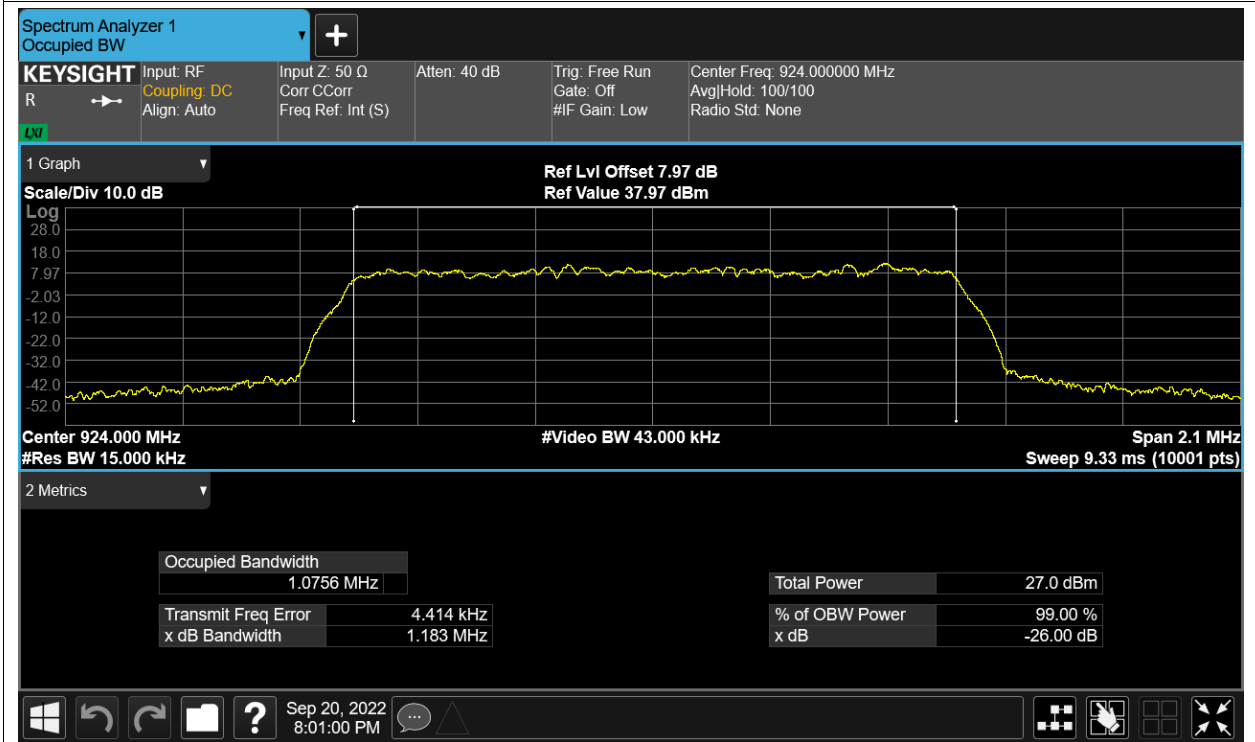 Spectrum Analyzer 1
Occupied BW
KEYSIGHT
R
LXI
Input: RF
Coupling: DC
Align: Auto
Input Z: 50 Ω
Corr CCorr
Freq Ref: Int (S)
Atten: 40 dB
Trig: Free Run
Gate: Off
#IF Gain: Low
Center Freq: 924.000000 MHz
Avg|Hold: 100/100
Radio Std: None
1 Graph
Scale/Div 10.0 dB
Ref Lvl Offset 7.97 dB
Ref Value 37.97 dBm
Log
28.0
18.0
7.97
-2.03
-12.0
-22.0
-32.0
-42.0
-52.0
Center 924.000 MHz
#Video BW 43.000 kHz
Span 2.1 MHz
#Res BW 15.000 kHz
Sweep 9.33 ms (10001 pts)
2 Metrics
Occupied Bandwidth
1.0756 MHz
Total Power 27.0 dBm
Transmit Freq Error 4.414 kHz
% of OBW Power 99.00 %
x dB Bandwidth 1.183 MHz
x dB -26.00 dB
?
Sep 20, 2022
8:01:00 PM